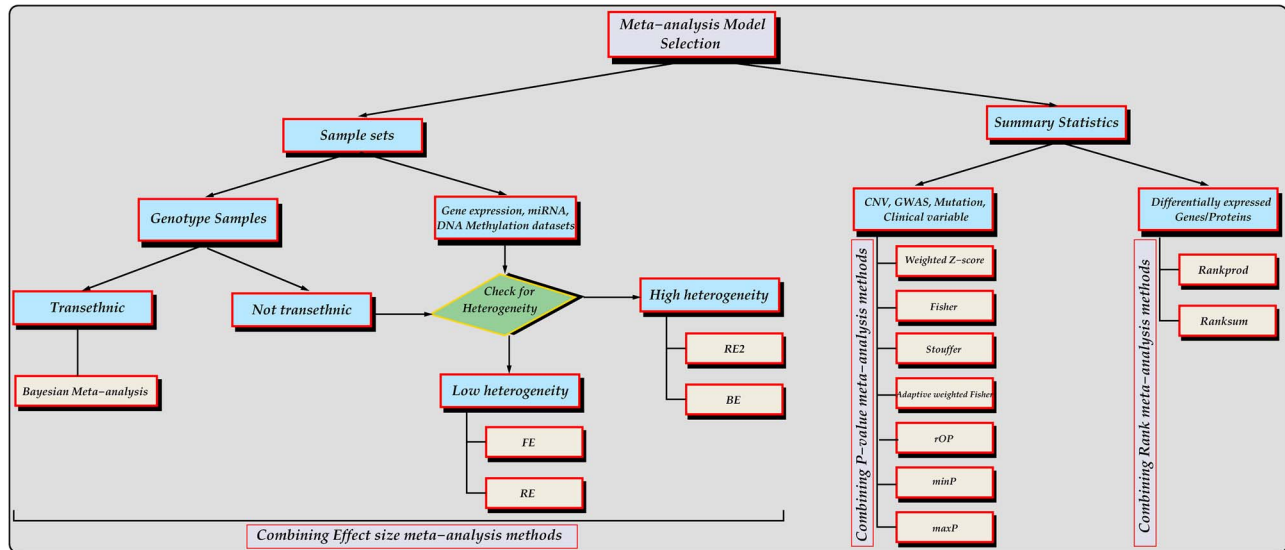 Meta-analysis Model
Selection
Sample sets
Summary Statistics
Genotype Samples
Gene expression, miRNA,
DNA Methylation datasets
CNV, GWAS, Mutation,
Clinical variable
Differentially expressed
Genes/Proteins
Transethnic
Not transethnic
Check for
Heterogeneity
High heterogeneity
Bayesian Meta-analysis
Low heterogeneity
RE2
BE
FE
RE
Combining Effect size meta-analysis methods
Combining P-value meta-analysis methods
Weighted Z-score
Fisher
Stouffer
Adaptive weighted Fisher
rOP
minP
maxP
Combining Rank meta-analysis methods
Rankprod
Ranksum